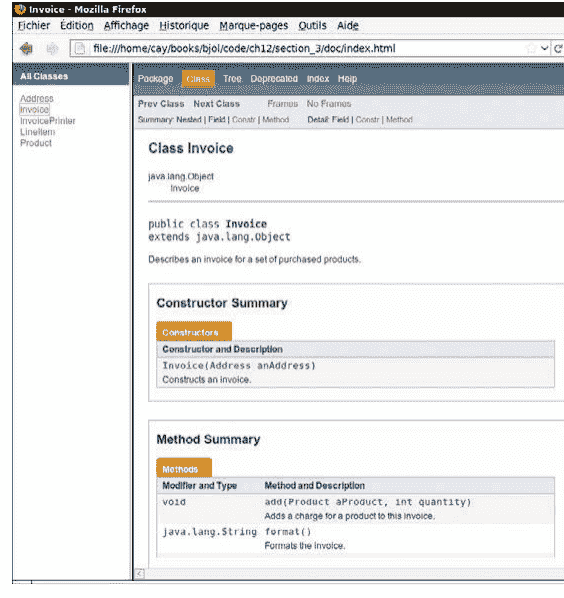 Invoice - Mozilla Firefox
Fichier Édition Affichage Historique Marque-pages Outils Aide
file:///home/cay/books/bjol/code/ch12/section_3/doc/index.html
All Classes
Address
Invoice
InvoicePrinter
LineItem
Product
Package Class Tree Deprecated Index Help
Prev Class Next Class Frames No Frames
Summary: Nested | Field | Constr | Method Detail: Field | Constr | Method
Class Invoice
java.lang.Object
Invoice
public class Invoice
extends java.lang.Object
Describes an invoice for a set of purchased products.
Constructor Summary
Constructors
Constructor and Description
Invoice(Address anAddress)
Constructs an invoice.
Method Summary
Methods
Modifier and Type Method and Description
void add(Product aProduct, int quantity)
Adds a charge for a product to this invoice.
java.lang.String format()
Formats the invoice.